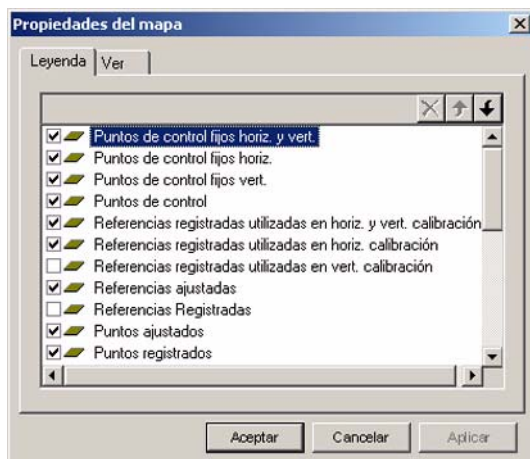 Propiedades del mapa
Leyenda Ver
Puntos de control fijos horiz. y vert.
Puntos de control fijos horiz.
Puntos de control fijos vert.
Puntos de control
Referencias registradas utilizadas en horiz. y vert. calibración
Referencias registradas utilizadas en horiz. calibración
Referencias registradas utilizadas en vert. calibración
Referencias ajustadas
Referencias Registradas
Puntos ajustados
Puntos registrados
Aceptar Cancelar Aplicar